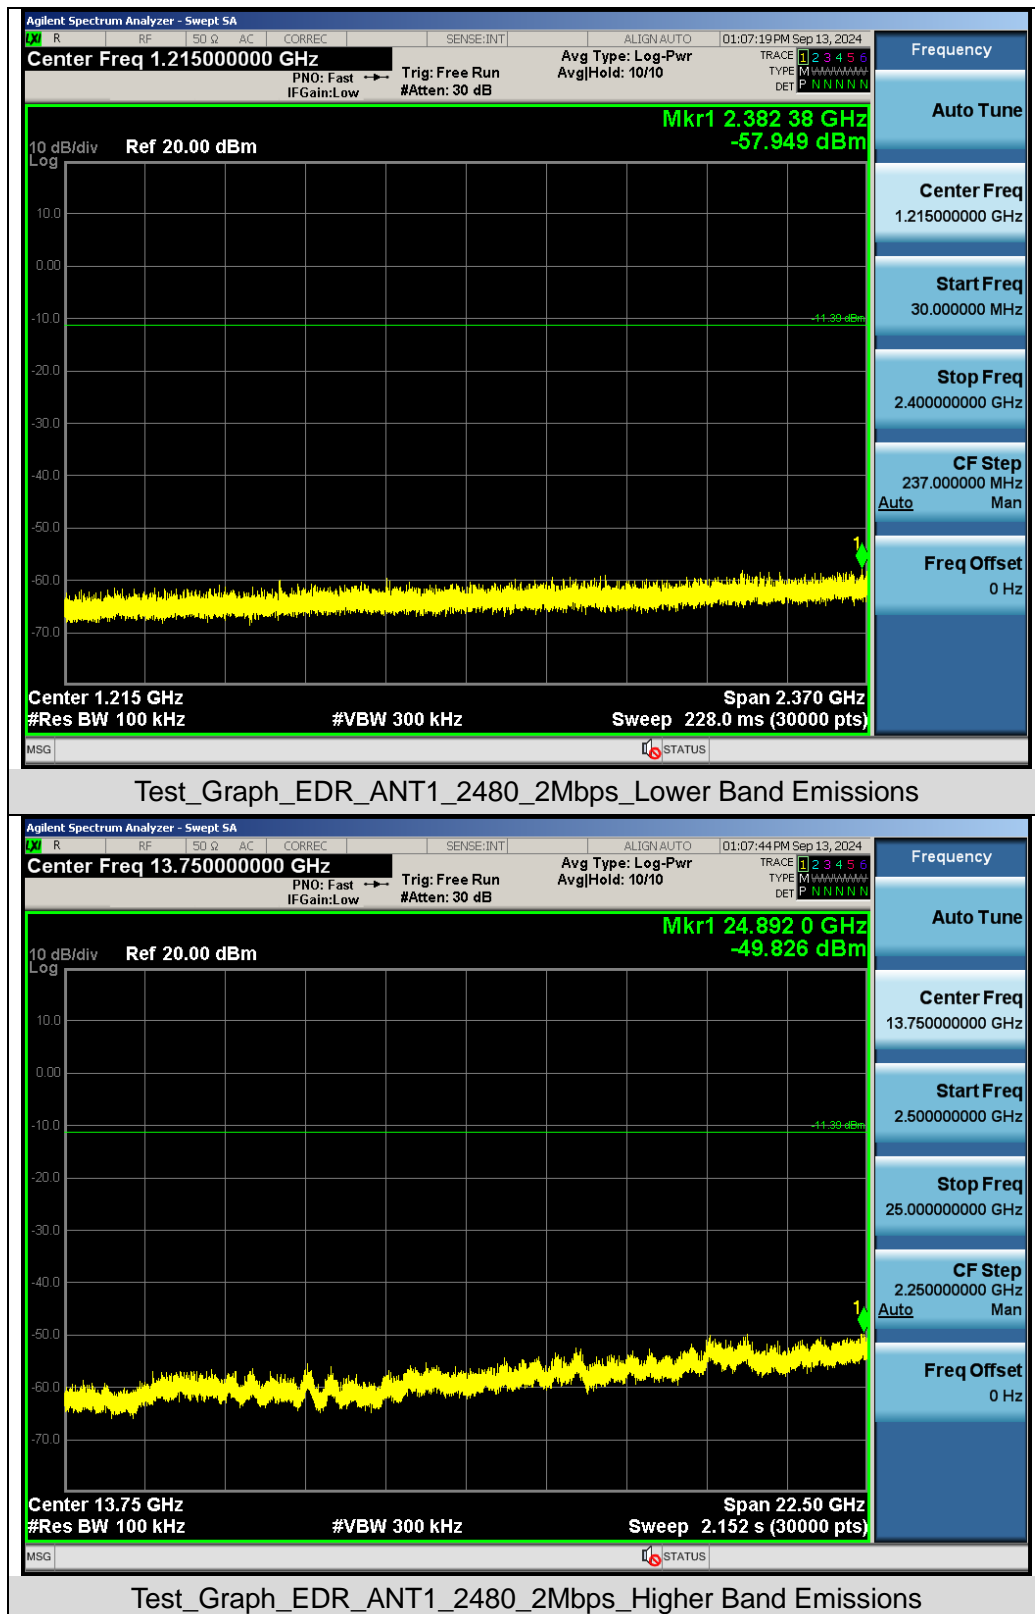 Agilent Spectrum Analyzer - Swept SA
LXI R RF 50 Ω AC CORREC SENSE:INT ALIGN AUTO 01:07:19 PM Sep 13, 2024
Center Freq 1.215000000 GHz
PNO: Fast
IFGain:Low
Trig: Free Run
#Atten: 30 dB
Avg Type: Log-Pwr
Avg|Hold: 10/10
TRACE 1 2 3 4 5 6
TYPE M W W W W W
DET P N N N N N
Mkr1 2.382 38 GHz
-57.949 dBm
10 dB/div Ref 20.00 dBm
Log
10.0
0.00
-10.0
-11.39 dBm
-20.0
-30.0
-40.0
-50.0
1
-60.0
-70.0
Center 1.215 GHz Span 2.370 GHz
#Res BW 100 kHz #VBW 300 kHz Sweep 228.0 ms (30000 pts)
MSG STATUS
Frequency
Auto Tune
Center Freq
1.215000000 GHz
Start Freq
30.000000 MHz
Stop Freq
2.400000000 GHz
CF Step
237.000000 MHz
Auto Man
Freq Offset
0 Hz
Test_Graph_EDR_ANT1_2480_2Mbps_Lower Band Emissions
Agilent Spectrum Analyzer - Swept SA
LXI R RF 50 Ω AC CORREC SENSE:INT ALIGN AUTO 01:07:44 PM Sep 13, 2024
Center Freq 13.750000000 GHz
PNO: Fast
IFGain:Low
Trig: Free Run
#Atten: 30 dB
Avg Type: Log-Pwr
Avg|Hold: 10/10
TRACE 1 2 3 4 5 6
TYPE M W W W W W
DET P N N N N N
Mkr1 24.892 0 GHz
-49.826 dBm
10 dB/div Ref 20.00 dBm
Log
10.0
0.00
-10.0
-11.39 dBm
-20.0
-30.0
-40.0
1
-50.0
-60.0
-70.0
Center 13.75 GHz Span 22.50 GHz
#Res BW 100 kHz #VBW 300 kHz Sweep 2.152 s (30000 pts)
MSG STATUS
Frequency
Auto Tune
Center Freq
13.750000000 GHz
Start Freq
2.500000000 GHz
Stop Freq
25.000000000 GHz
CF Step
2.250000000 GHz
Auto Man
Freq Offset
0 Hz
Test_Graph_EDR_ANT1_2480_2Mbps_Higher Band Emissions